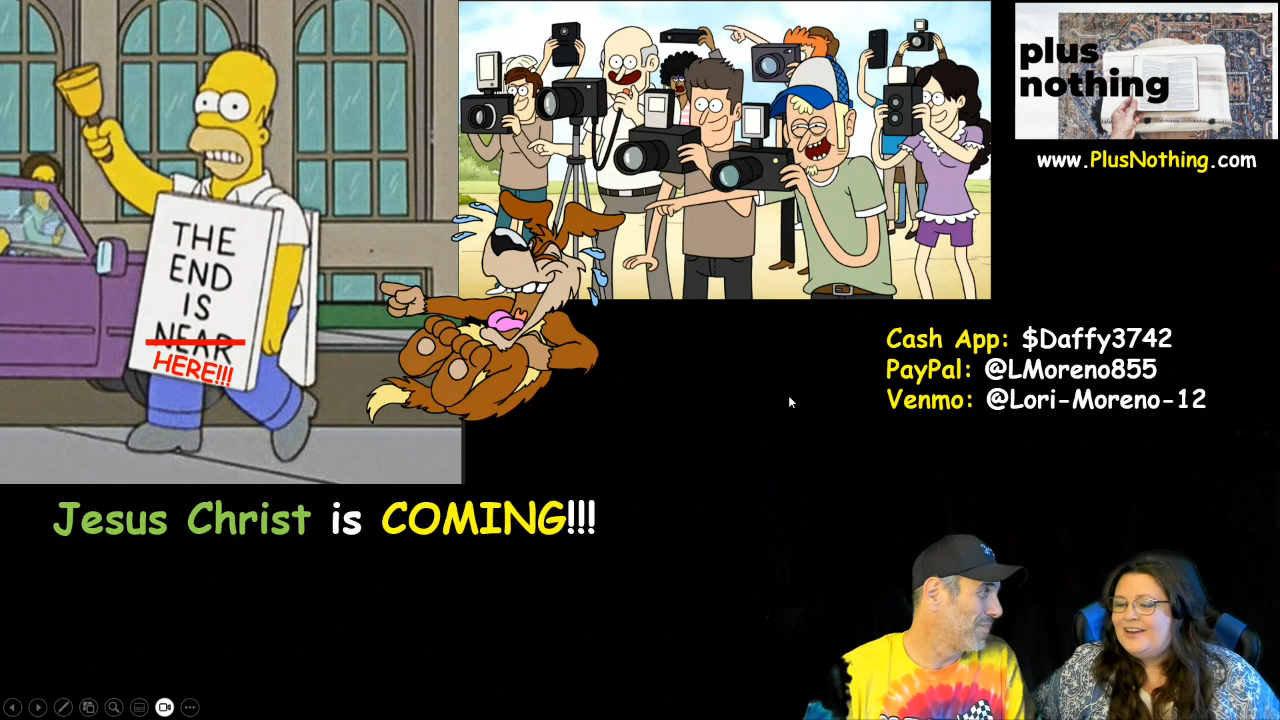 THE
END
IS
NEAR
HERE!!!
plus
nothing
www.PlusNothing.com
Cash App: $Daffy3742
PayPal: @LMoreno855
Venmo: @Lori-Moreno-12
Jesus Christ is COMING!!!